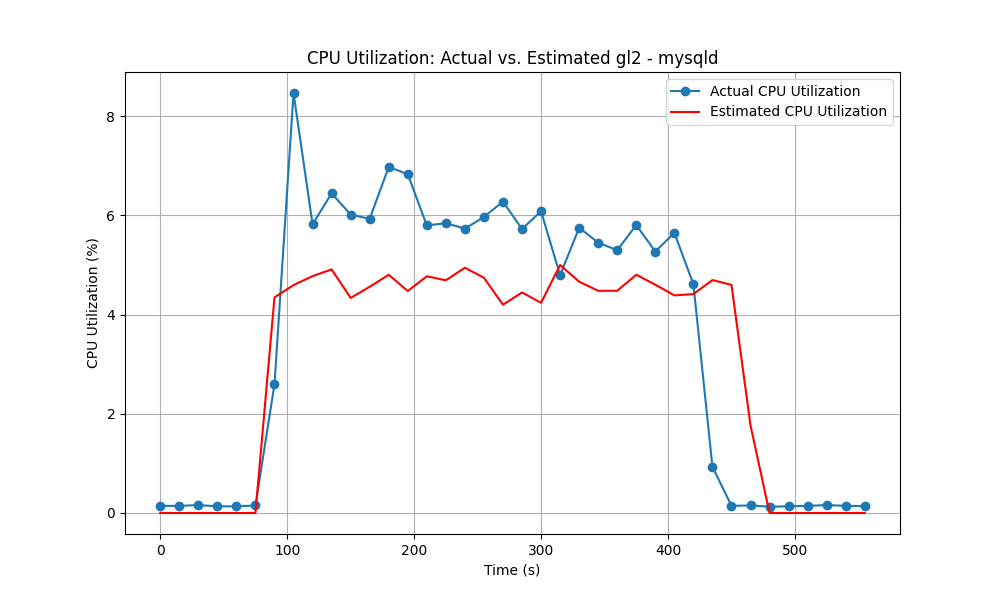 CPU Utilization: Actual vs. Estimated gl2 - mysqld
Actual CPU Utilization
Estimated CPU Utilization
CPU Utilization (%)
8
6
4
2
0
0 100 200 300 400 500
Time (s)